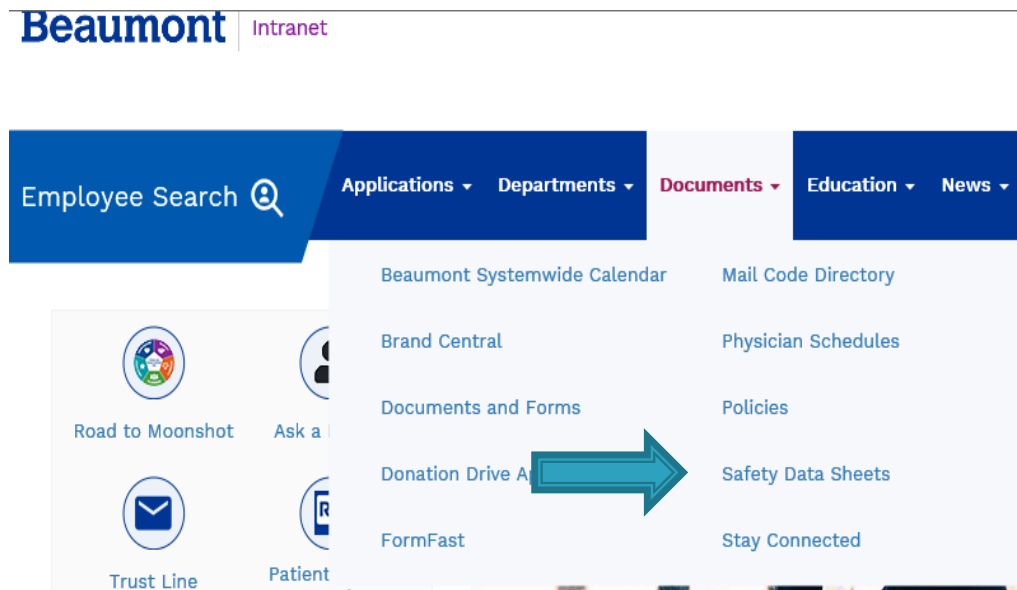 Beaumont Intranet
Employee Search
Applications Departments Documents Education News
Beaumont Systemwide Calendar
Brand Central
Documents and Forms
Donation Drive
FormFast
Mail Code Directory
Physician Schedules
Policies
Safety Data Sheets
Stay Connected
Road to Moonshot
Ask a
Trust Line
Patient